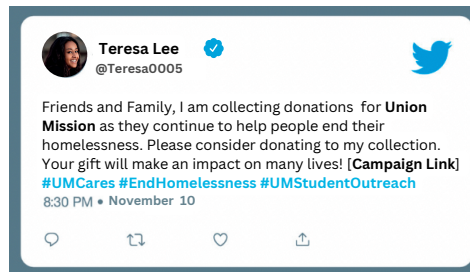 Teresa Lee
@Teresa0005
Friends and Family, I am collecting donations for Union
Mission as they continue to help people end their
homelessness. Please consider donating to my collection.
Your gift will make an impact on many lives! [Campaign Link]
#UMCares #EndHomelessness #UMStudentOutreach
8:30 PM • November 10